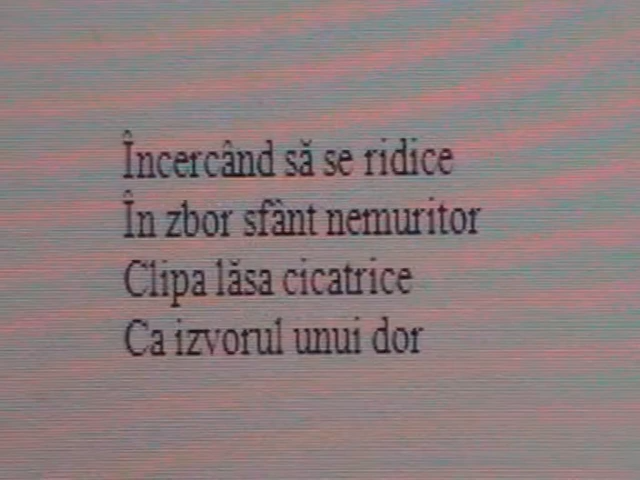 Încercând să se ridice
În zbor sfânt nemuritor
Clipa lăsa cicatrice
Ca izvorul unui dor